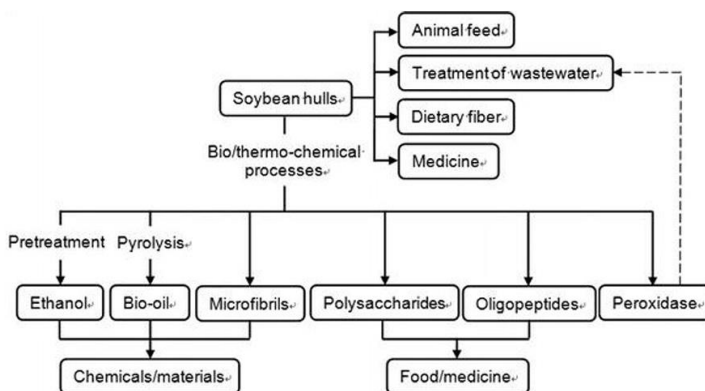 Animal feed
Treatment of wastewater
Soybean hulls
Dietary fiber
Bio/thermo-chemical
processes
Medicine
Pretreatment
Pyrolysis
Ethanol
Bio-oil
Microfibrils
Polysaccharides
Oligopeptides
Peroxidase
Chemicals/materials
Food/medicine